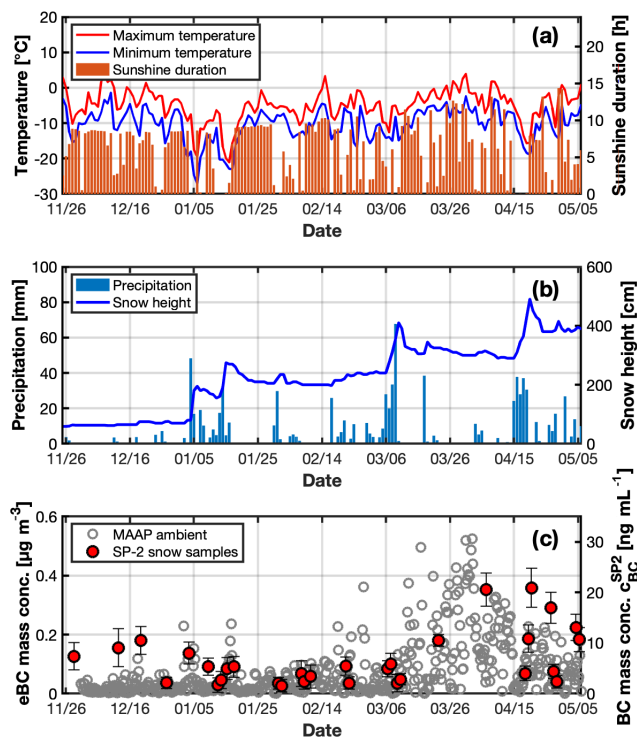 (a)
Maximum temperature
Minimum temperature
Sunshine duration
Temperature [°C]
20
10
0
-10
-20
-30
Sunshine duration [h]
20
15
10
5
0
11/26 12/16 01/05 01/25 02/14 03/06 03/26 04/15 05/05
Date
(b)
Precipitation
Snow height
Precipitation [mm]
100
80
60
40
20
0
Snow height [cm]
600
400
200
0
11/26 12/16 01/05 01/25 02/14 03/06 03/26 04/15 05/05
Date
(c)
MAAP ambient
SP-2 snow samples
eBC mass conc. [µg m⁻³]
0.6
0.4
0.2
0
BC mass conc. c_BC^SP2 [ng mL⁻¹]
30
20
10
0
11/26 12/16 01/05 01/25 02/14 03/06 03/26 04/15 05/05
Date